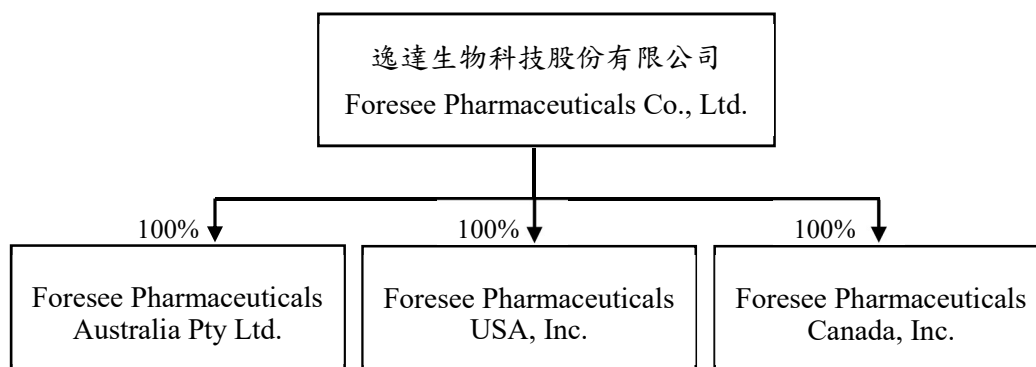 逸達生物科技股份有限公司
Foresee Pharmaceuticals Co., Ltd.
100%
100%
100%
Foresee Pharmaceuticals
Australia Pty Ltd.
Foresee Pharmaceuticals
USA, Inc.
Foresee Pharmaceuticals
Canada, Inc.